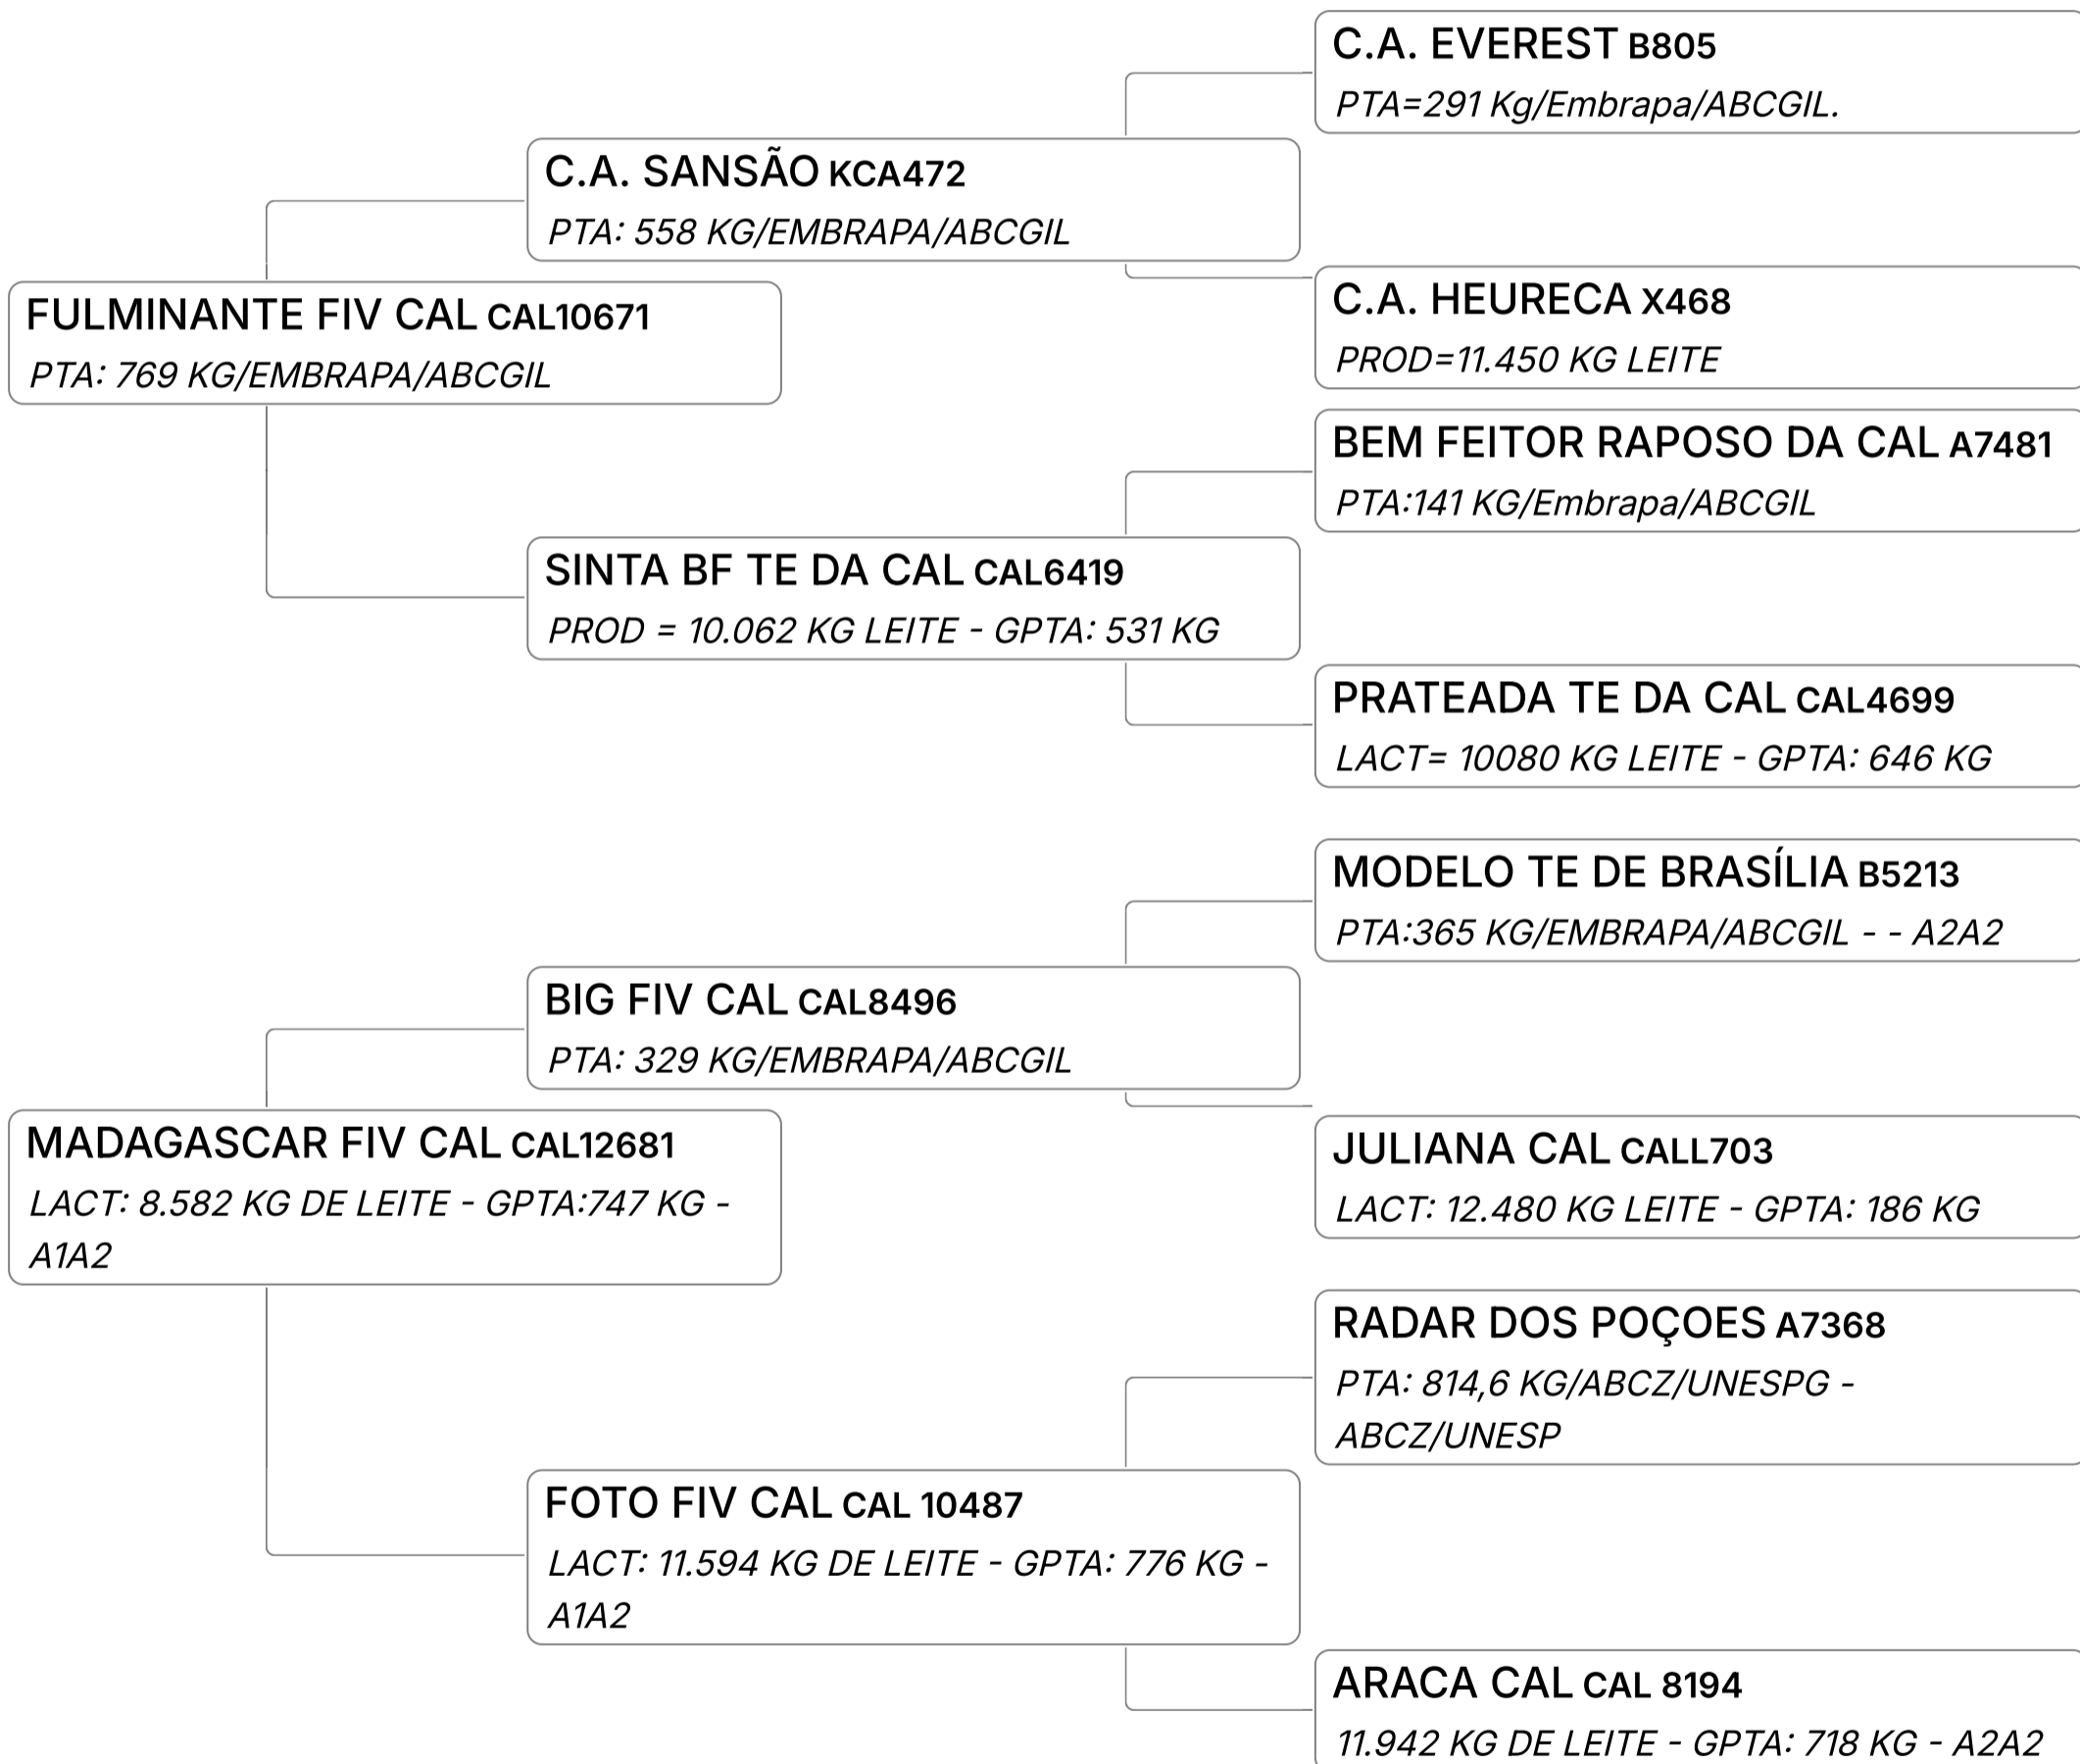 C.A. EVEREST B805
PTA=291 Kg/Embrapa/ABCGIL.
C.A. SANSÃO KCA472
PTA: 558 KG/EMBRAPA/ABCGIL
C.A. HEURECA X468
PROD=11.450 KG LEITE
FULMINANTE FIV CAL CAL10671
PTA: 769 KG/EMBRAPA/ABCGIL
BEM FEITOR RAPOSO DA CAL A7481
PTA:141 KG/Embrapa/ABCGIL
SINTA BF TE DA CAL CAL6419
PROD = 10.062 KG LEITE - GPTA: 531 KG
PRATEADA TE DA CAL CAL4699
LACT= 10080 KG LEITE - GPTA: 646 KG
MODELO TE DE BRASÍLIA B5213
PTA:365 KG/EMBRAPA/ABCGIL - - A2A2
BIG FIV CAL CAL8496
PTA: 329 KG/EMBRAPA/ABCGIL
JULIANA CAL CALL703
LACT: 12.480 KG LEITE - GPTA: 186 KG
MADAGASCAR FIV CAL CAL12681
LACT: 8.582 KG DE LEITE - GPTA:747 KG -
A1A2
RADAR DOS POÇOES A7368
PTA: 814,6 KG/ABCZ/UNESPG -
ABCZ/UNESP
FOTO FIV CAL CAL 10487
LACT: 11.594 KG DE LEITE - GPTA: 776 KG -
A1A2
ARACA CAL CAL 8194
11.942 KG DE LEITE - GPTA: 718 KG - A2A2